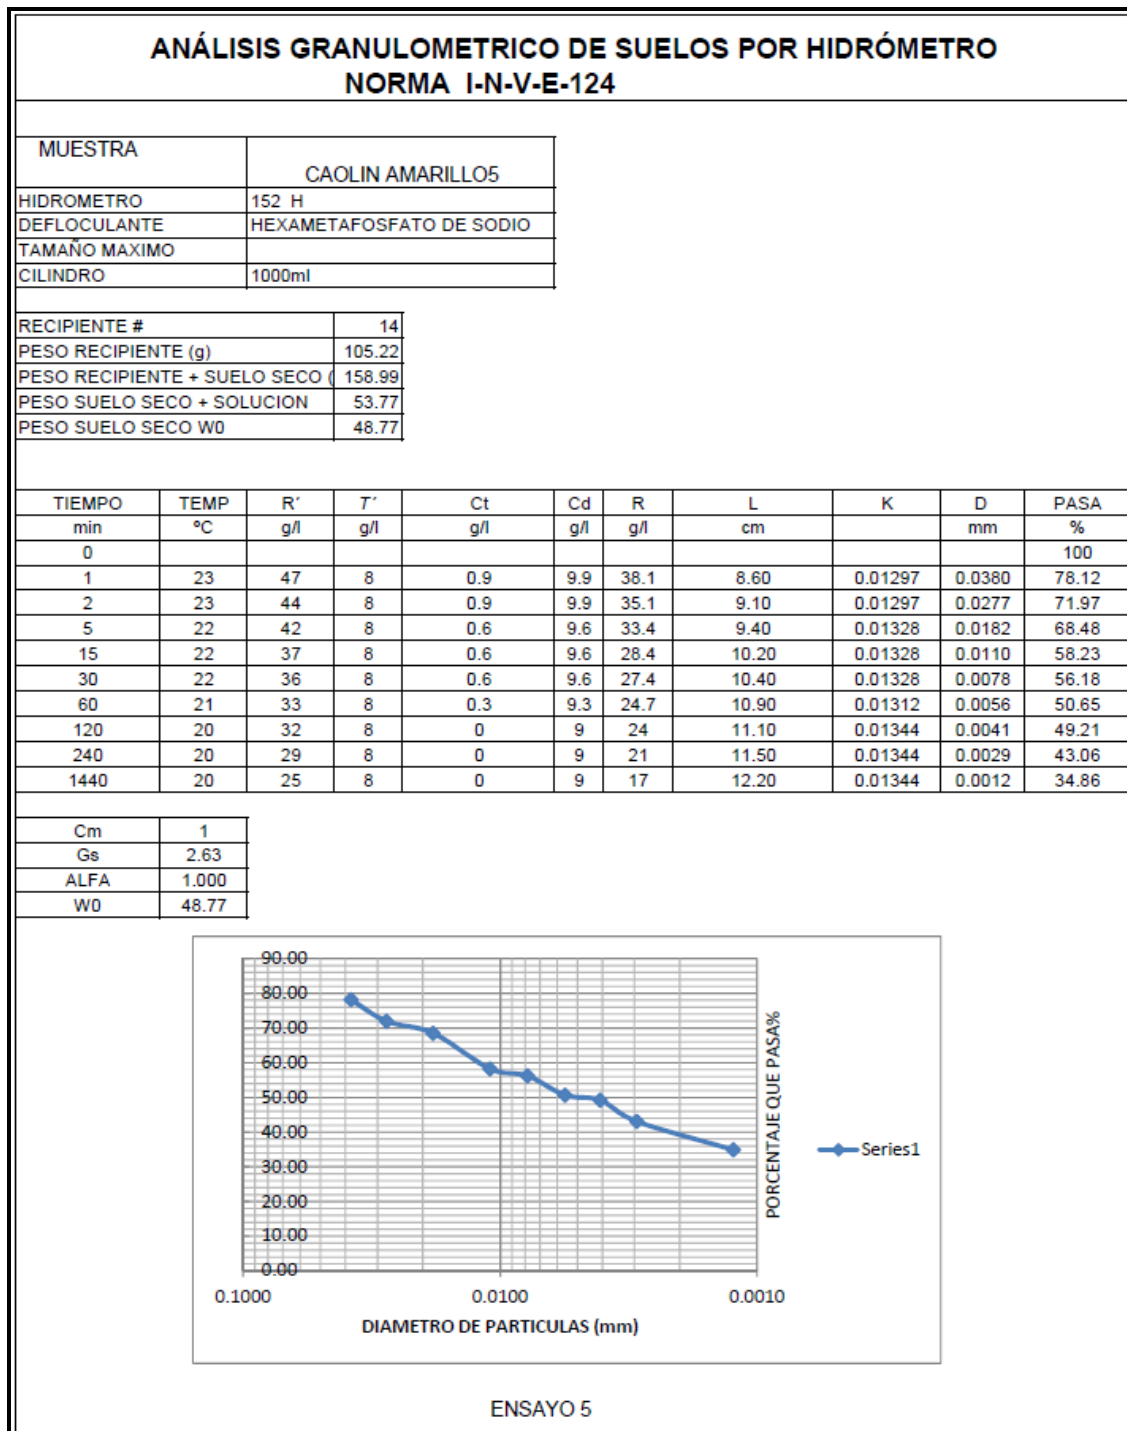 ANÁLISIS GRANULOMETRICO DE SUELOS POR HIDRÓMETRO
NORMA I-N-V-E-124
MUESTRA CAOLIN AMARILLO5
HIDROMETRO 152 H
DEFLOCULANTE HEXAMETAFOSFATO DE SODIO
TAMAÑO MAXIMO
CILINDRO 1000ml
RECIPIENTE # 14
PESO RECIPIENTE (g) 105.22
PESO RECIPIENTE + SUELO SECO ( 158.99
PESO SUELO SECO + SOLUCION 53.77
PESO SUELO SECO W0 48.77
TIEMPO TEMP R´ T´ Ct Cd R L K D PASA
min ºC g/l g/l g/l g/l g/l cm mm %
0 100
1 23 47 8 0.9 9.9 38.1 8.60 0.01297 0.0380 78.12
2 23 44 8 0.9 9.9 35.1 9.10 0.01297 0.0277 71.97
5 22 42 8 0.6 9.6 33.4 9.40 0.01328 0.0182 68.48
15 22 37 8 0.6 9.6 28.4 10.20 0.01328 0.0110 58.23
30 22 36 8 0.6 9.6 27.4 10.40 0.01328 0.0078 56.18
60 21 33 8 0.3 9.3 24.7 10.90 0.01312 0.0056 50.65
120 20 32 8 0 9 24 11.10 0.01344 0.0041 49.21
240 20 29 8 0 9 21 11.50 0.01344 0.0029 43.06
1440 20 25 8 0 9 17 12.20 0.01344 0.0012 34.86
Cm 1
Gs 2.63
ALFA 1.000
W0 48.77
90.00
80.00
70.00
60.00
50.00
40.00
30.00
20.00
10.00
0.00
0.1000 0.0100 0.0010
DIAMETRO DE PARTICULAS (mm)
PORCENTAJE QUE PASA%
Series1
ENSAYO 5